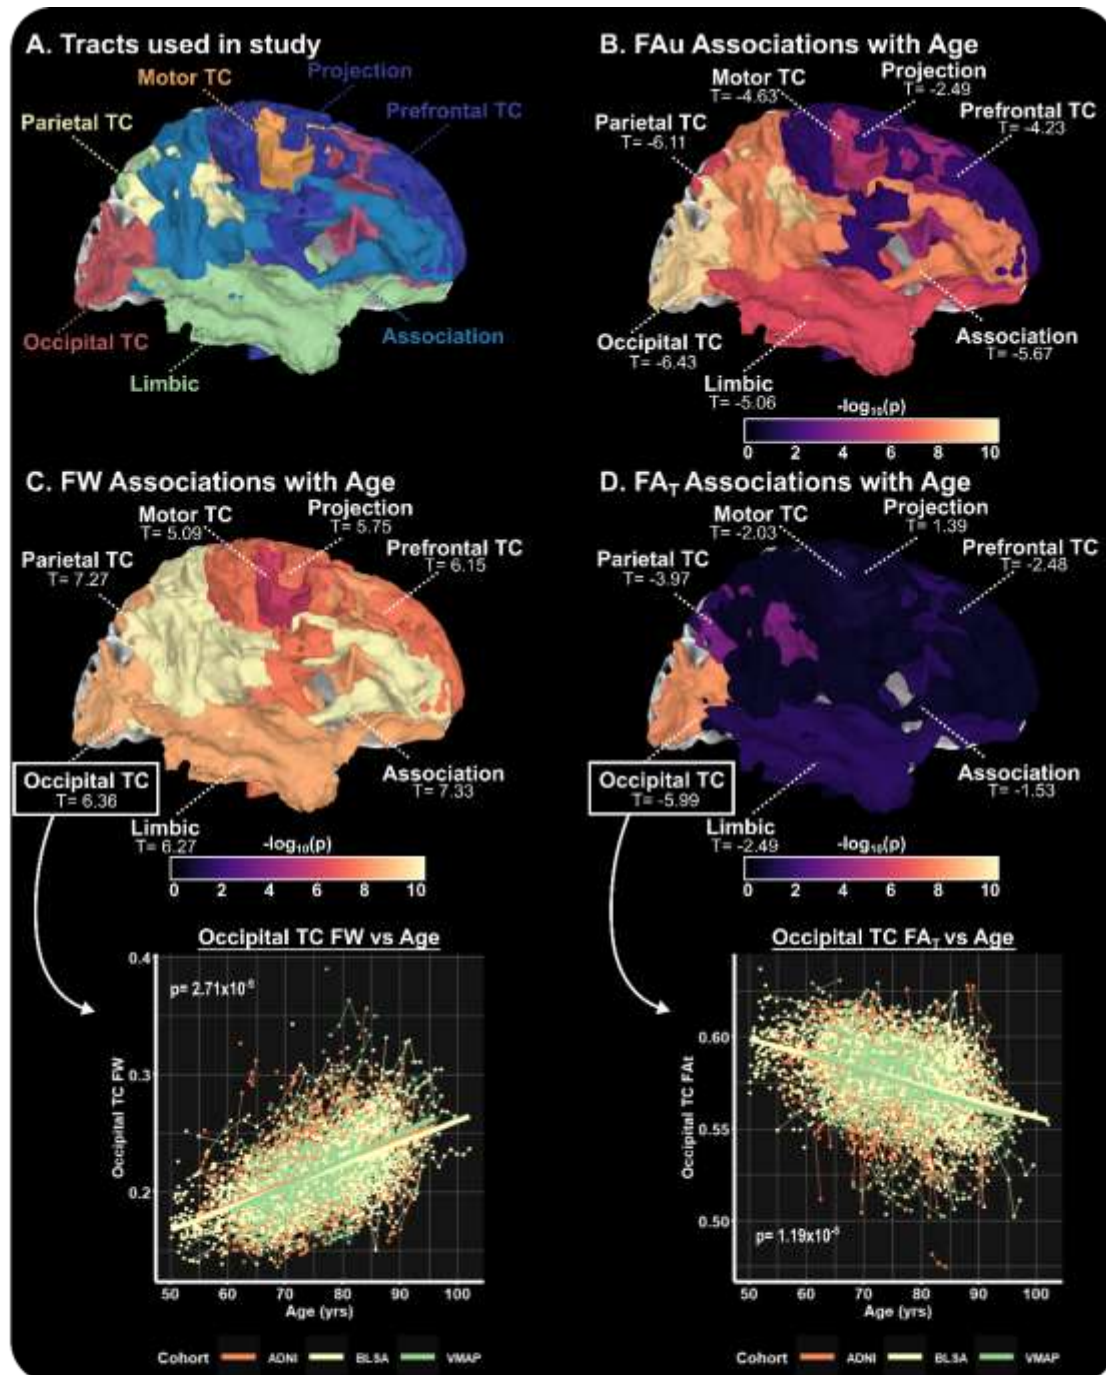 A. Tracts used in study
Motor TC
Projection
Prefrontal TC
Parietal TC
Occipital TC
Association
Limbic
B. FAu Associations with Age
Motor TC
T= -4.63
Projection
T= -2.49
Prefrontal TC
T= -4.23
Parietal TC
T= -6.11
Occipital TC
T= -6.43
Association
T= -5.67
Limbic
T= -5.06
-log₁₀(p)
0 2 4 6 8 10
C. FW Associations with Age
Motor TC
T= 5.09
Projection
T= 5.75
Prefrontal TC
T= 6.15
Parietal TC
T= 7.27
Occipital TC
T= 6.36
Association
T= 7.33
Limbic
T= 6.27
-log₁₀(p)
0 2 4 6 8 10
Occipital TC FW vs Age
Occipital TC FW
0.4
0.3
0.2
50 60 70 80 90 100
Age (yrs)
Cohort ADNI BLSA VMAP
D. FA_T Associations with Age
Motor TC
T= -2.03
Projection
T= 1.39
Prefrontal TC
T= -2.48
Parietal TC
T= -3.97
Occipital TC
T= -5.99
Association
T= -1.53
Limbic
T= -2.49
-log₁₀(p)
0 2 4 6 8 10
Occipital TC FA_T vs Age
Occipital TC FAt
0.60
0.55
0.50
50 60 70 80 90 100
Age (yrs)
Cohort ADNI BLSA VMAP